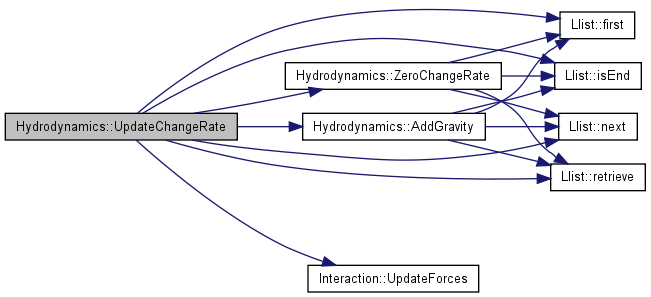 Hydrodynamics::UpdateChangeRate
Hydrodynamics::ZeroChangeRate
Hydrodynamics::AddGravity
Interaction::UpdateForces
Llist::first
Llist::isEnd
Llist::next
Llist::retrieve